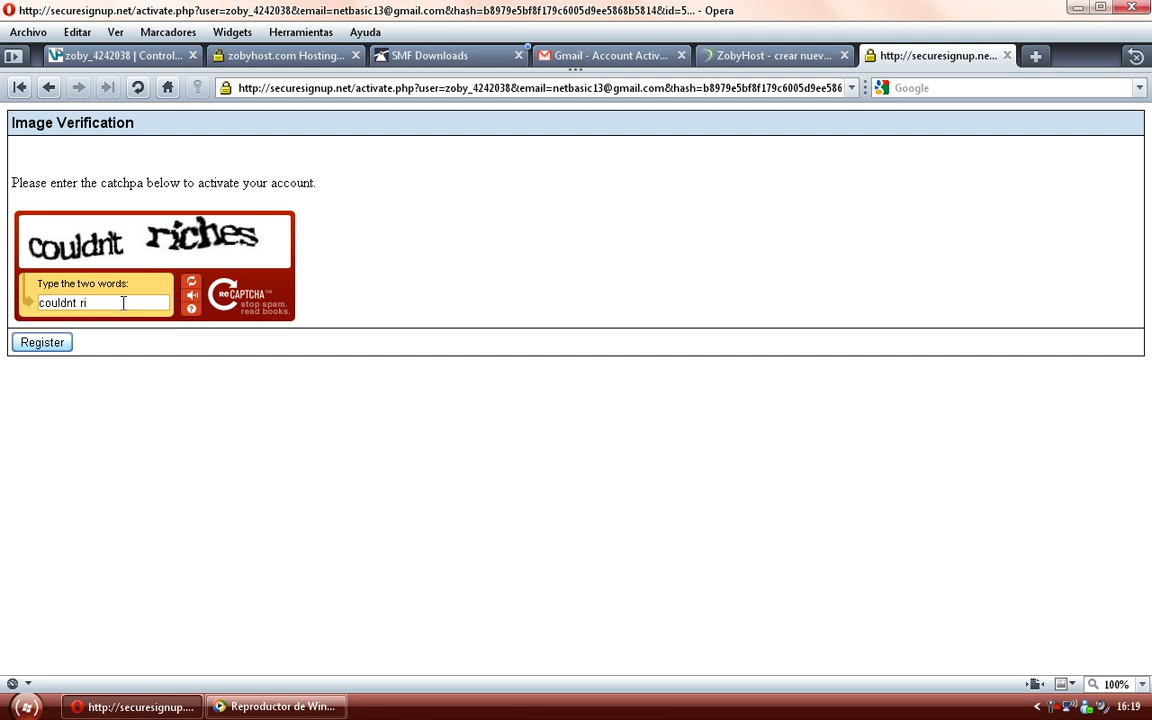 http://securesignup.net/activate.php?user=zoby_4242038&email=netbasic13@gmail.com&hash=b8979e5bf8f179c6005d9ee5868b5814&id=5... - Opera
Archivo Editar Ver Marcadores Widgets Herramientas Ayuda
zoby_4242038 | Control... zobyhost.com Hosting... SMF Downloads Gmail - Account Activ... ZobyHost - crear nuev... http://securesignup.ne...
http://securesignup.net/activate.php?user=zoby_4242038&email=netbasic13@gmail.com&hash=b8979e5bf8f179c6005d9ee586 Google
Image Verification
Please enter the catchpa below to activate your account.
couldnt riches
Type the two words:
couldnt ri
reCAPTCHA™
stop spam.
read books.
Register
100%
http://securesignup.... Reproductor de Win... 16:19